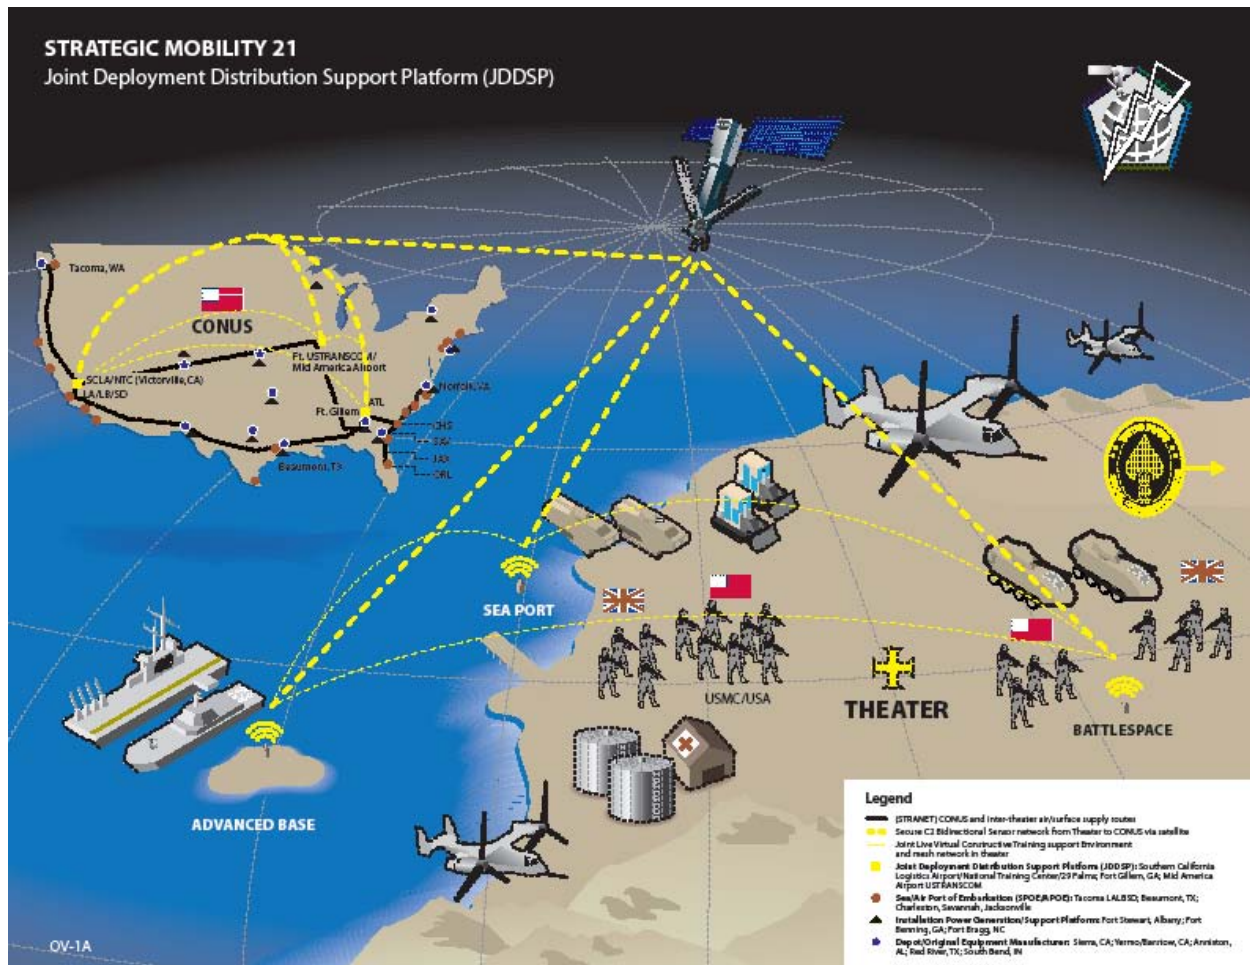 STRATEGIC MOBILITY 21
Joint Deployment Distribution Support Platform (JDDSP)
Tacoma, WA
CONUS
Ft. USTRANSCOM/
Mid America Airport
SCLA/NTC (Victorville, CA)
LA/LB/SD
Norfolk, VA
ATL
Ft. Gillem
CHS
SAV
JAX
ORL
Beaumont, TX
SEA PORT
USMC/USA
THEATER
BATTLESPACE
ADVANCED BASE
Legend
(STRANET) CONUS and inter-theater air/surface supply routes
Secure C2 Bidirectional Sensor network from Theater to CONUS via satellite
Joint Live Virtual Constructive Training support Environment
and mesh network in theater
Joint Deployment Distribution Support Platform (JDDSP): Southern California
Logistics Airport/National Training Center/29 Palms; Fort Gillem, GA; Mid America
Airport USTRANSCOM
Sea/Air Port of Embarkation (SPOE/APOE): Tacoma LALBSD; Beaumont, TX;
Charleston, Savannah, Jacksonville
Installation Power Generation/Support Platform: Fort Stewart, Albany; Fort
Benning, GA; Fort Bragg, NC
Depot/Original Equipment Manufacturer: Sierra, CA; Yermo/Barstow, CA; Anniston,
AL; Red River, TX; South Bend, IN
OV-1A